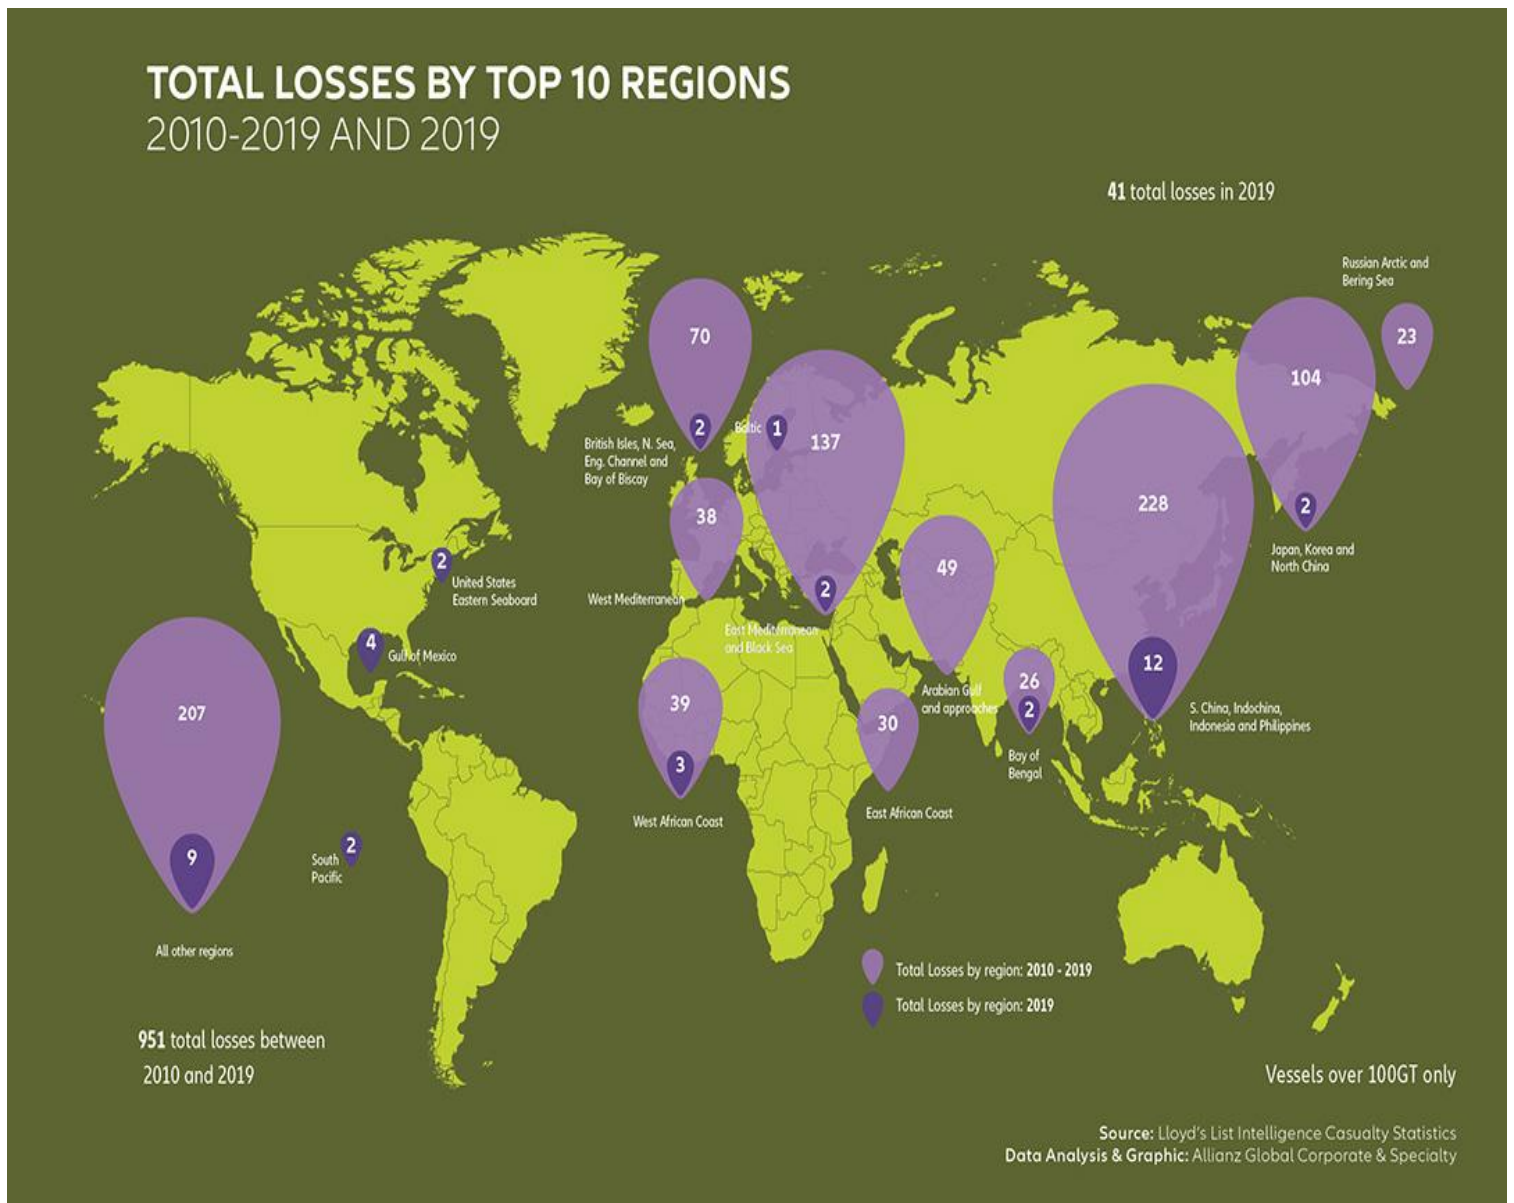 TOTAL LOSSES BY TOP 10 REGIONS
2010-2019 AND 2019
41 total losses in 2019
Russian Arctic and
Bering Sea
23
70
2
British Isles, N. Sea,
Eng. Channel and
Bay of Biscay
Baltic
1
137
2
East Mediterranean
and Black Sea
104
2
Japan, Korea and
North China
228
12
S. China, Indochina,
Indonesia and Philippines
38
West Mediterranean
49
Arabian Gulf
and approaches
2
United States
Eastern Seaboard
4
Gulf of Mexico
26
2
Bay of
Bengal
39
3
West African Coast
30
East African Coast
207
9
All other regions
2
South
Pacific
Total Losses by region: 2010 - 2019
Total Losses by region: 2019
951 total losses between
2010 and 2019
Vessels over 100GT only
Source: Lloyd's List Intelligence Casualty Statistics
Data Analysis & Graphic: Allianz Global Corporate & Specialty